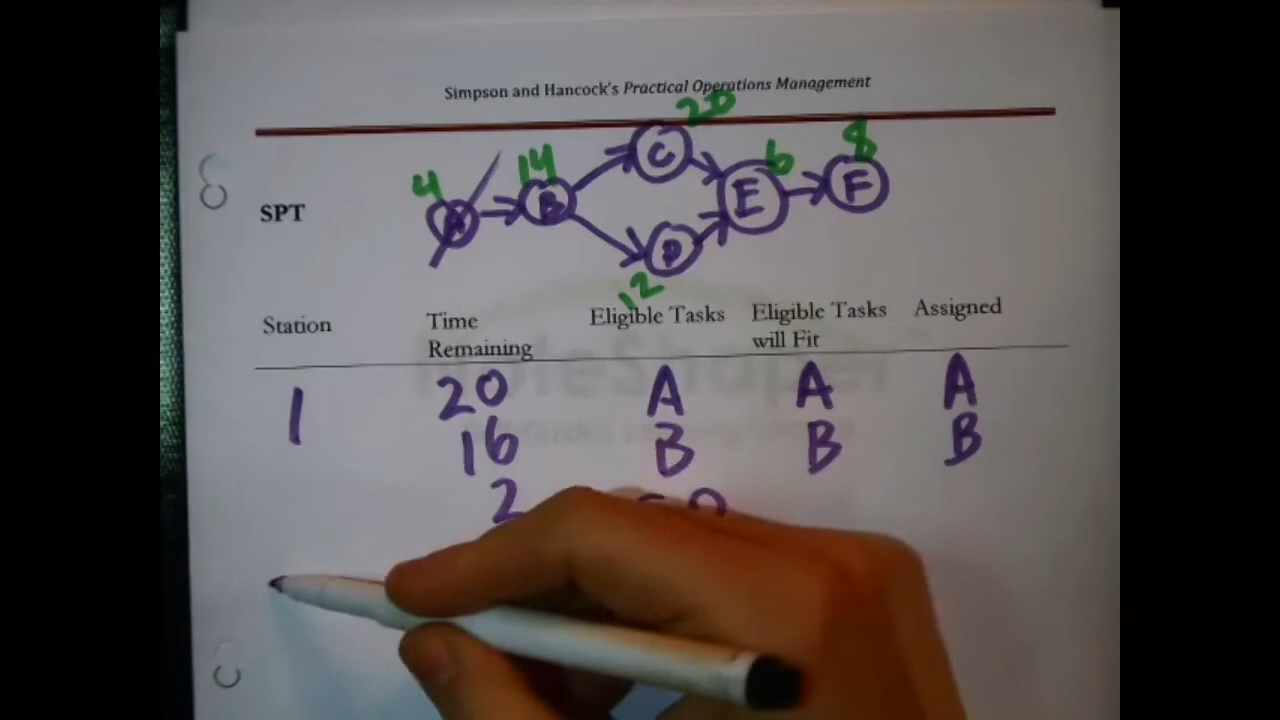 Simpson and Hancock's Practical Operations Management
20
4 14 6 8
A B C E F
SPT
D
12
Station Time Remaining Eligible Tasks Eligible Tasks will Fit Assigned
1 20 A A A
16 B B B
2